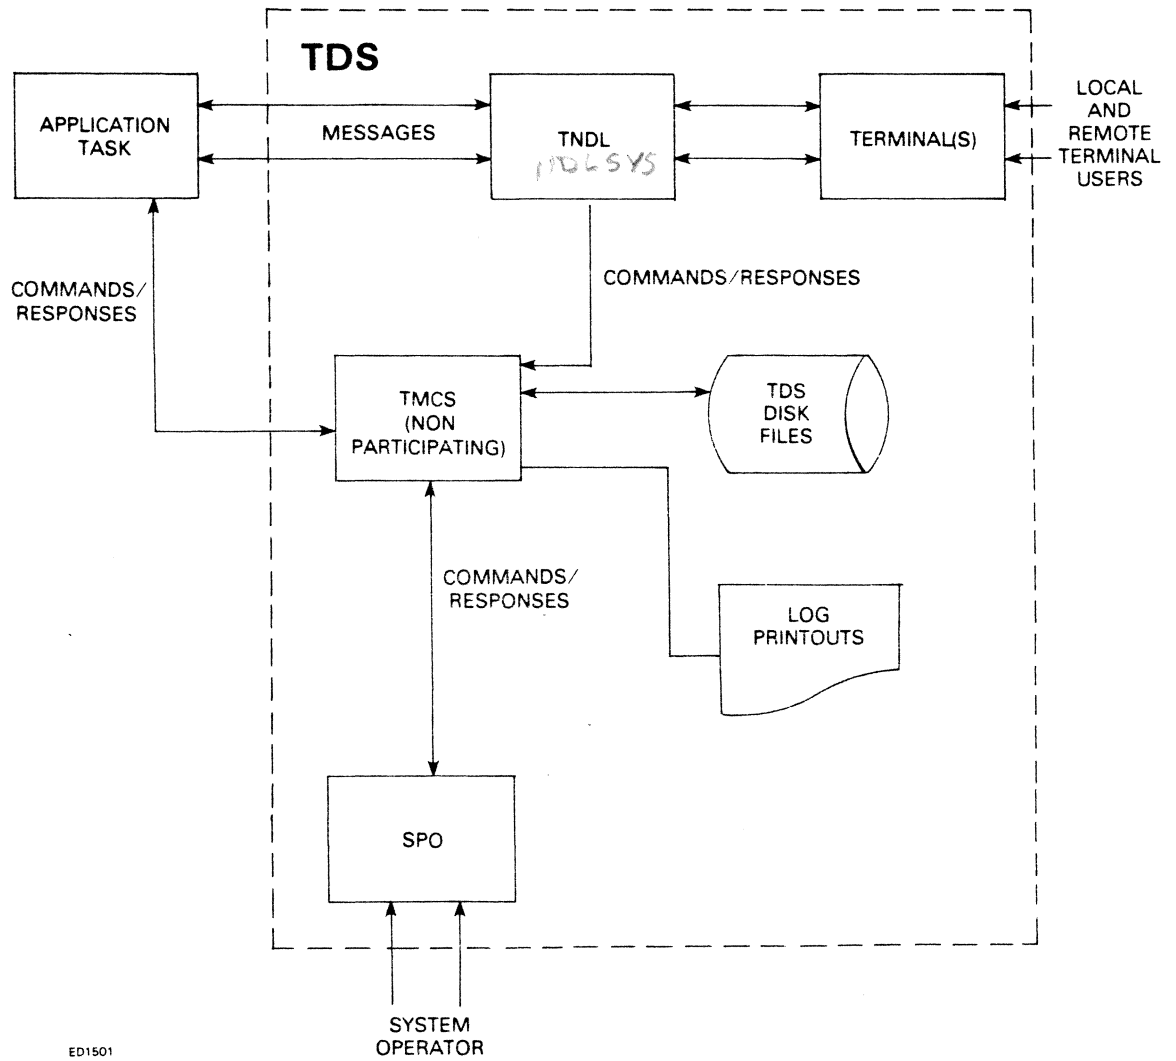 TDS
APPLICATION
TASK
MESSAGES
TNDL
TERMINAL(S)
LOCAL
AND
REMOTE
TERMINAL
USERS
COMMANDS/
RESPONSES
COMMANDS/RESPONSES
TMCS
(NON
PARTICIPATING)
TDS
DISK
FILES
COMMANDS/
RESPONSES
LOG
PRINTOUTS
SPO
SYSTEM
OPERATOR
ED1501